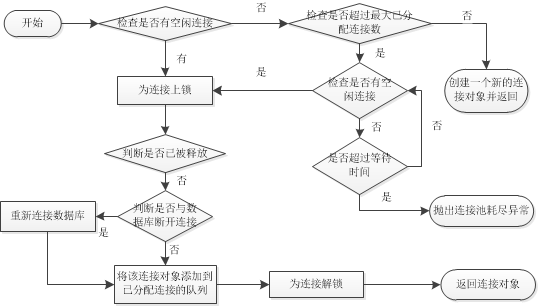 开始
检查是否有空闲连接
否
检查是否超过最大已分
配连接数
否
有
是
是
为连接上锁
检查是否有空
闲连接
创建一个新的连
接对象并返回
否
否
判断是否已被释放
是否超过等待
时间
否
是
重新连接数据库
判断是否与数
据库断开连接
抛出连接池耗尽异常
是
否
将该连接对象添加到
已分配连接的队列
为连接解锁
返回连接对象